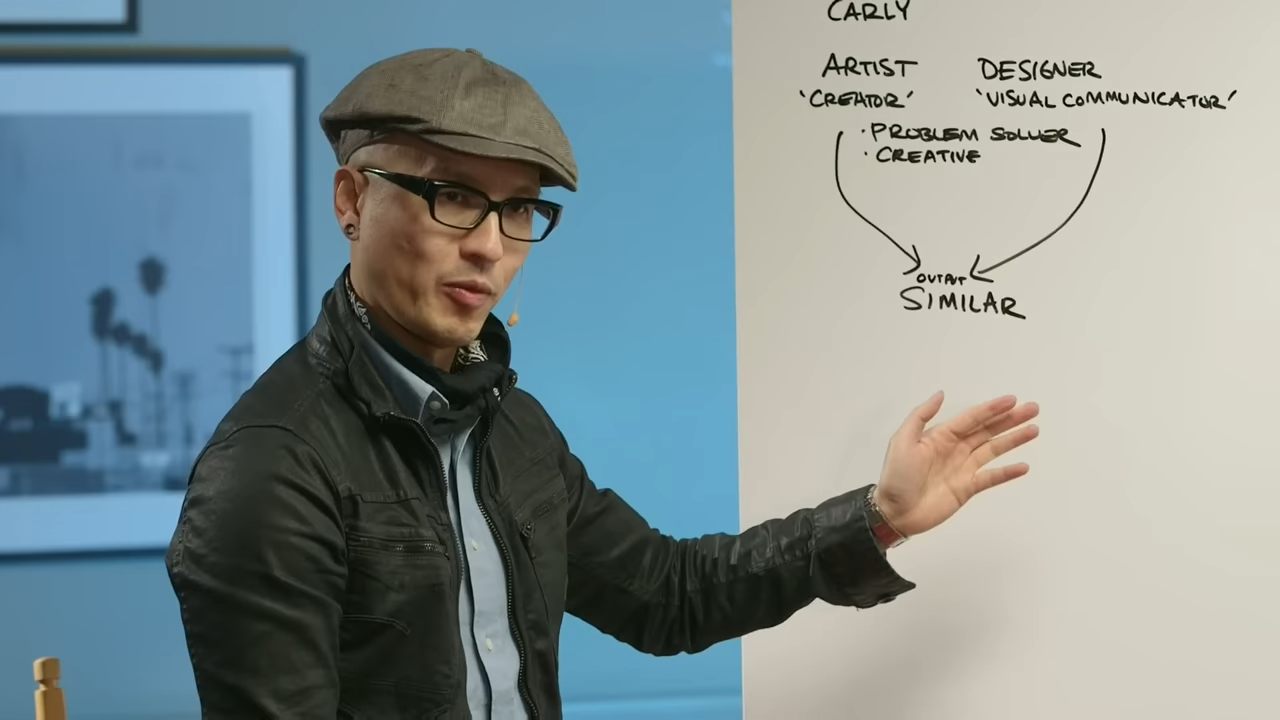 CARLY
ARTIST DESIGNER
'CREATOR' 'VISUAL COMMUNICATOR'
· PROBLEM SOLVER
· CREATIVE
OUTPUT
SIMILAR